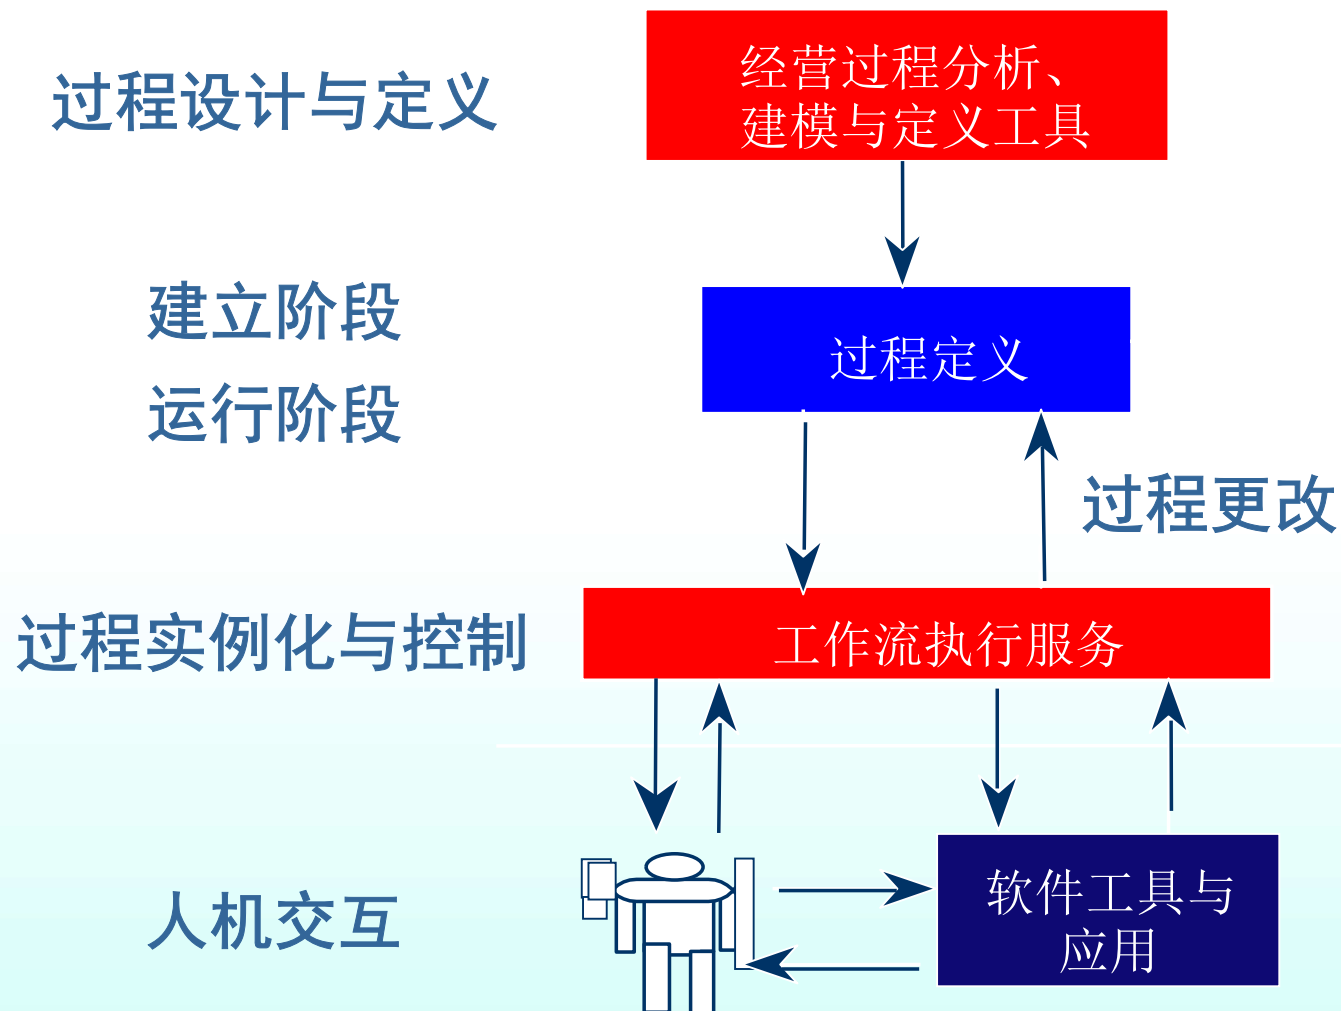 过程设计与定义
经营过程分析、
建模与定义工具
建立阶段
过程定义
运行阶段
过程更改
过程实例化与控制
工作流执行服务
人机交互
软件工具与
应用